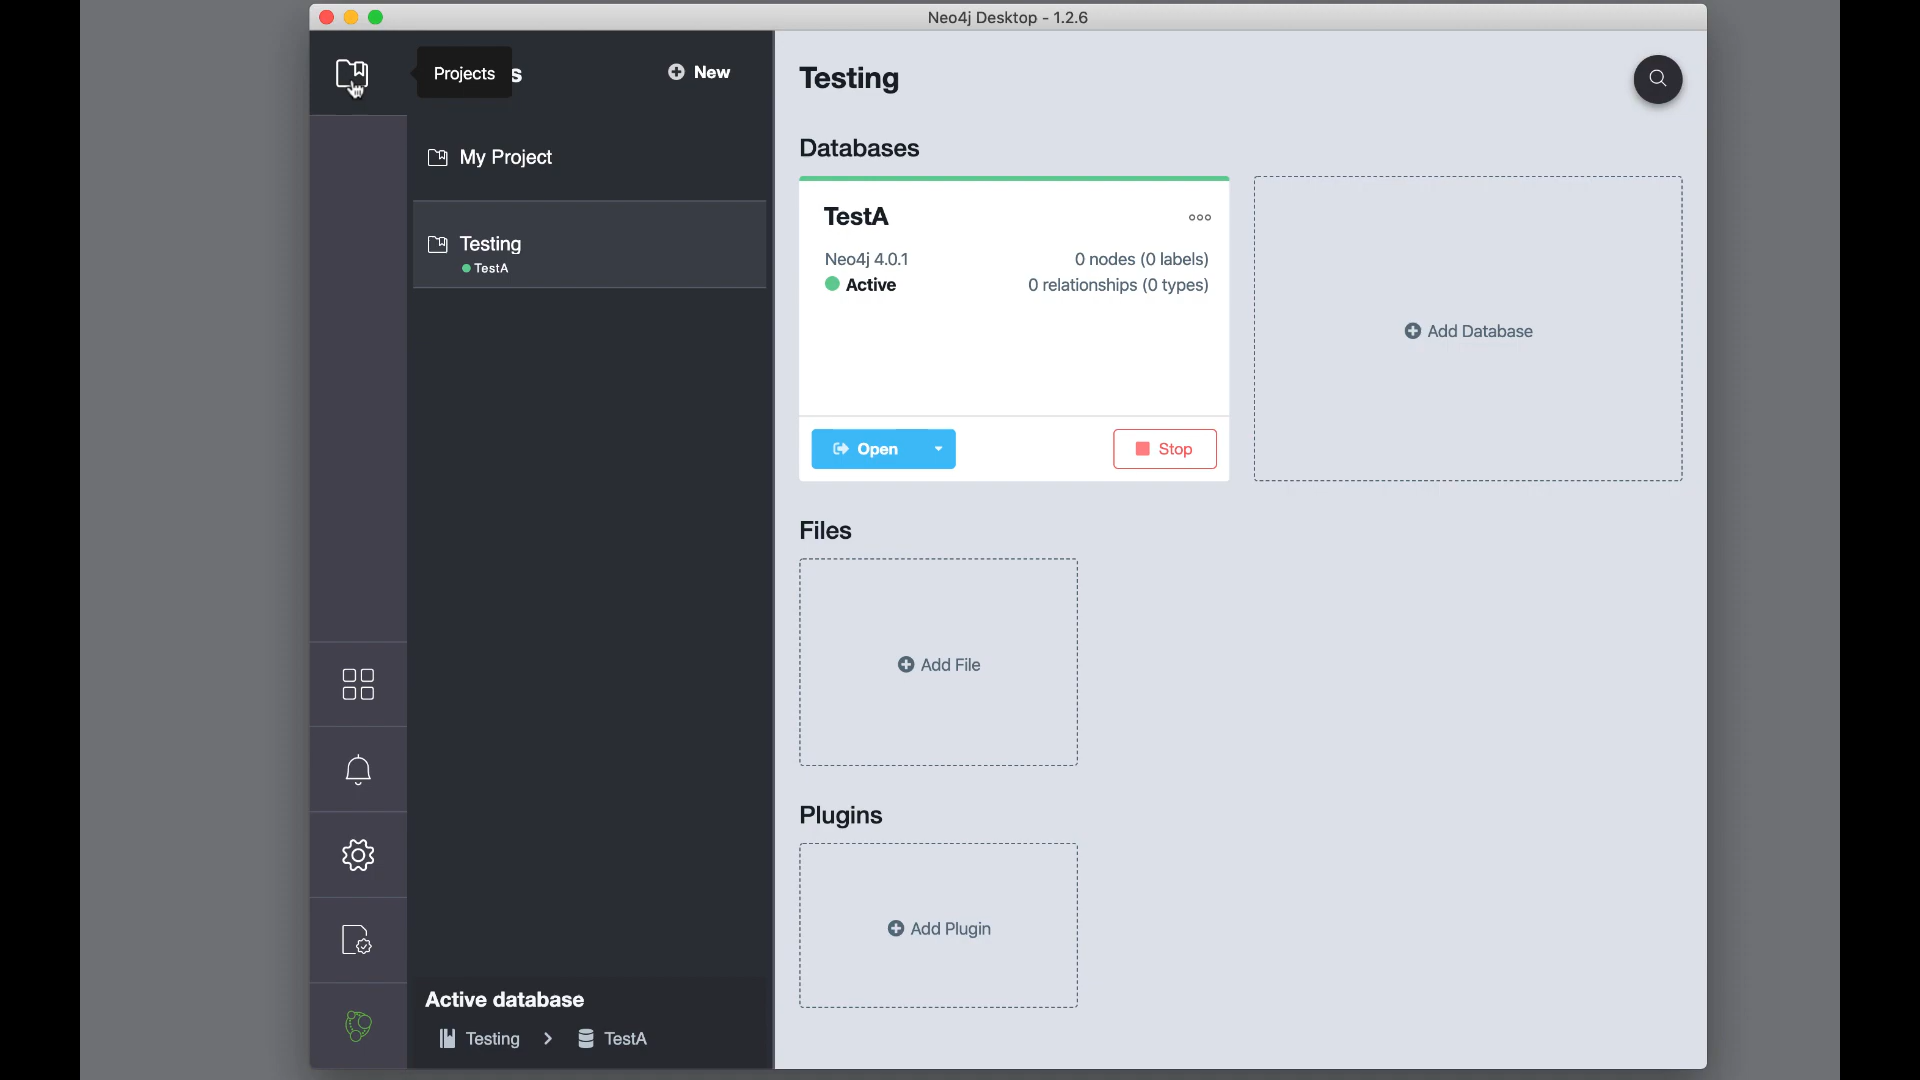 Neo4j Desktop - 1.2.6
Projects
s
New
My Project
Testing
TestA
Testing
Databases
TestA
Neo4j 4.0.1
0 nodes (0 labels)
Active
0 relationships (0 types)
Open
Stop
Add Database
Files
Add File
Plugins
Add Plugin
Active database
Testing > TestA